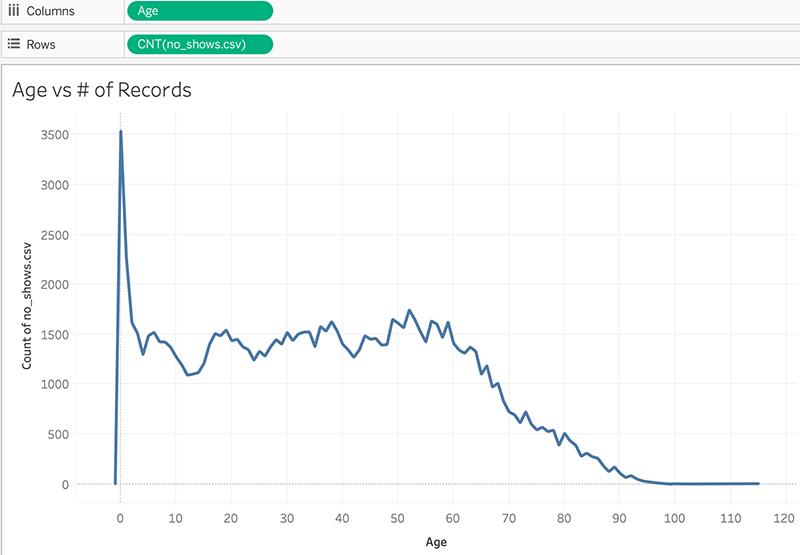 Columns Age
Rows CNT(no_shows.csv)
Age vs # of Records
Count of no_shows.csv
3500
3000
2500
2000
1500
1000
500
0
0 10 20 30 40 50 60 70 80 90 100 110 120
Age